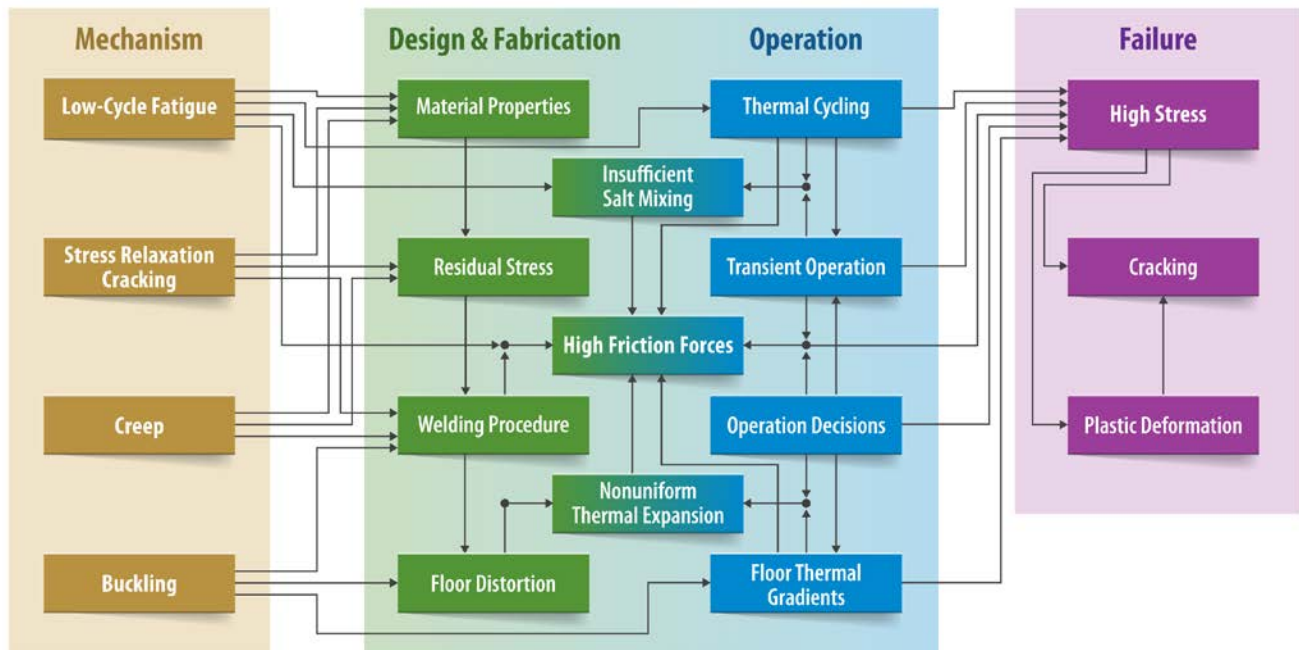 Mechanism
Design & Fabrication
Operation
Failure
Low-Cycle Fatigue
Material Properties
Thermal Cycling
High Stress
Insufficient
Salt Mixing
Stress Relaxation
Cracking
Residual Stress
Transient Operation
Cracking
High Friction Forces
Creep
Welding Procedure
Operation Decisions
Plastic Deformation
Nonuniform
Thermal Expansion
Buckling
Floor Distortion
Floor Thermal
Gradients